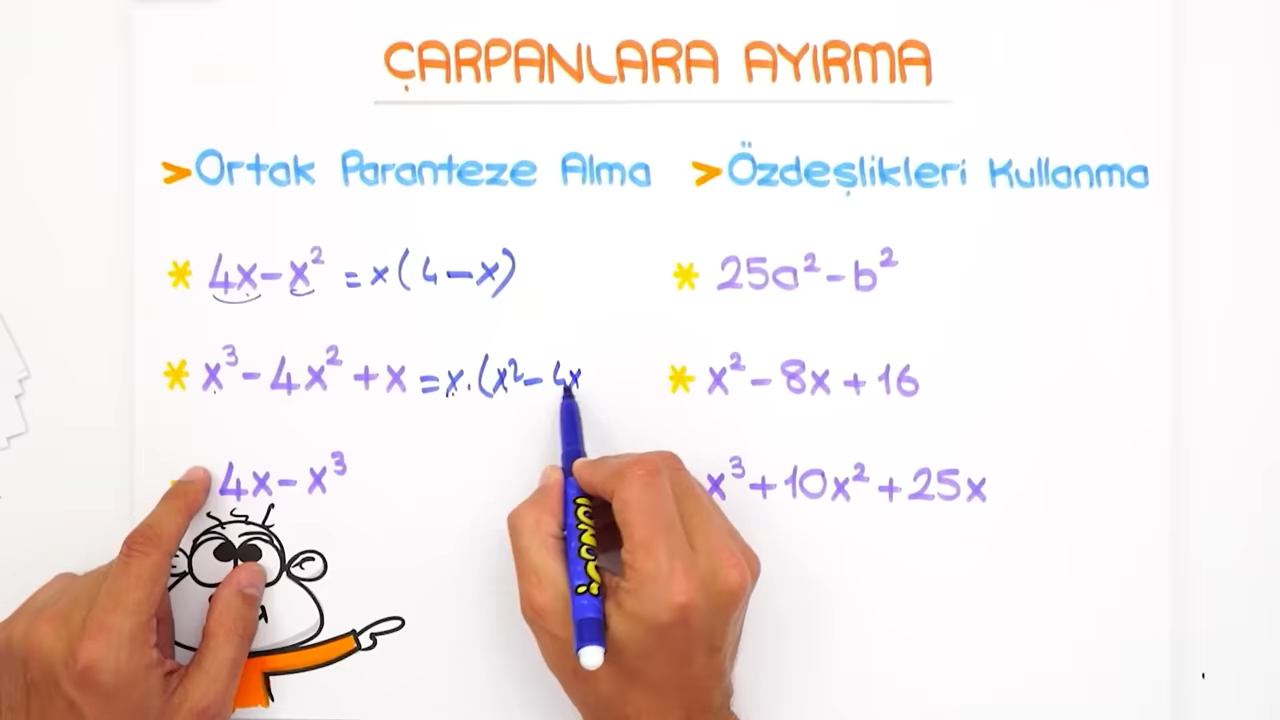 ÇARPANLARA AYIRMA
> Ortak Paranteze Alma
* 4x - x² = x(4 - x)
* x³ - 4x² + x = x.(x² - 4x
4x - x³
> Özdeşlikleri Kullanma
* 25a² - b²
* x² - 8x + 16
x³ + 10x² + 25x